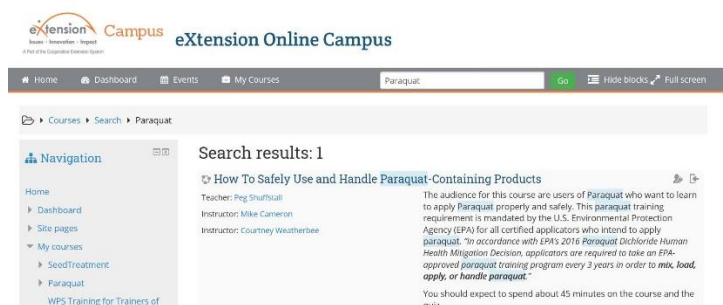 eXtension Campus
Issues - Innovation - Impact
A Part of the Cooperative Extension System
eXtension Online Campus
Home Dashboard Events My Courses Paraquat Go Hide blocks Full screen
Courses Search Paraquat
Navigation
Home
Dashboard
Site pages
My courses
SeedTreatment
Paraquat
WPS Training for Trainers of
Search results: 1
How To Safely Use and Handle Paraquat-Containing Products
Teacher: Peg Shuffstall
Instructor: Mike Cameron
Instructor: Courtney Weatherbee
The audience for this course are users of Paraquat who want to learn
to apply Paraquat properly and safely. This paraquat training
requirement is mandated by the U.S. Environmental Protection
Agency (EPA) for all certified applicators who intend to apply
paraquat. "In accordance with EPA's 2016 Paraquat Dichloride Human
Health Mitigation Decision, applicators are required to take an EPA-
approved paraquat training program every 3 years in order to mix, load,
apply, or handle paraquat."
You should expect to spend about 45 minutes on the course and the
quiz.